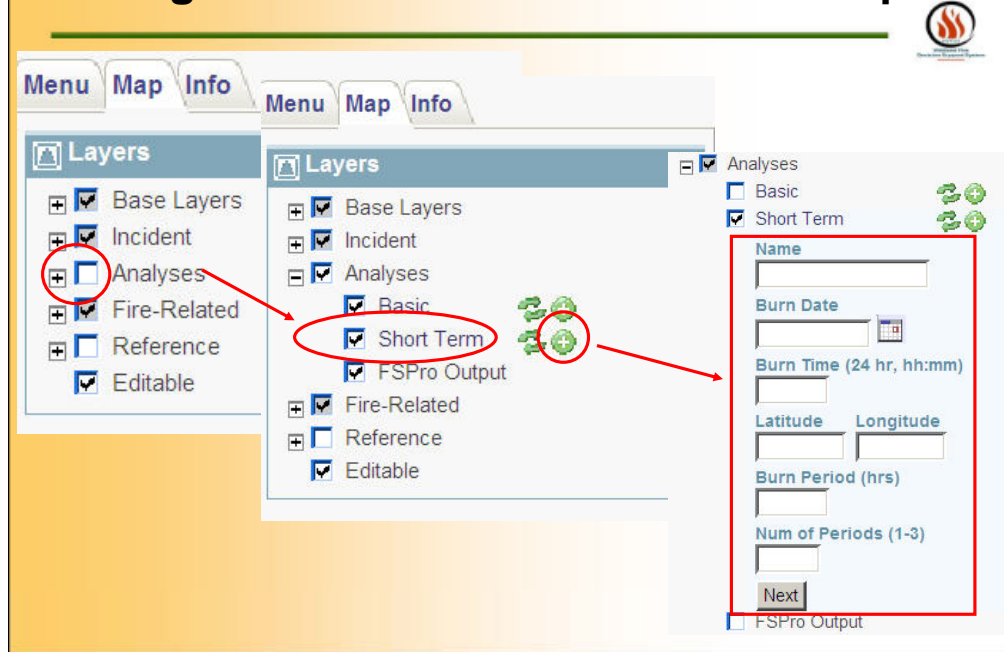 Menu Map Info
Layers
Base Layers
Incident
Analyses
Fire-Related
Reference
Editable
Menu Map Info
Layers
Base Layers
Incident
Analyses
Basic
Short Term
FSPro Output
Fire-Related
Reference
Editable
Analyses
Basic
Short Term
Name
Burn Date
Burn Time (24 hr, hh:mm)
Latitude Longitude
Burn Period (hrs)
Num of Periods (1-3)
Next
FSPro Output